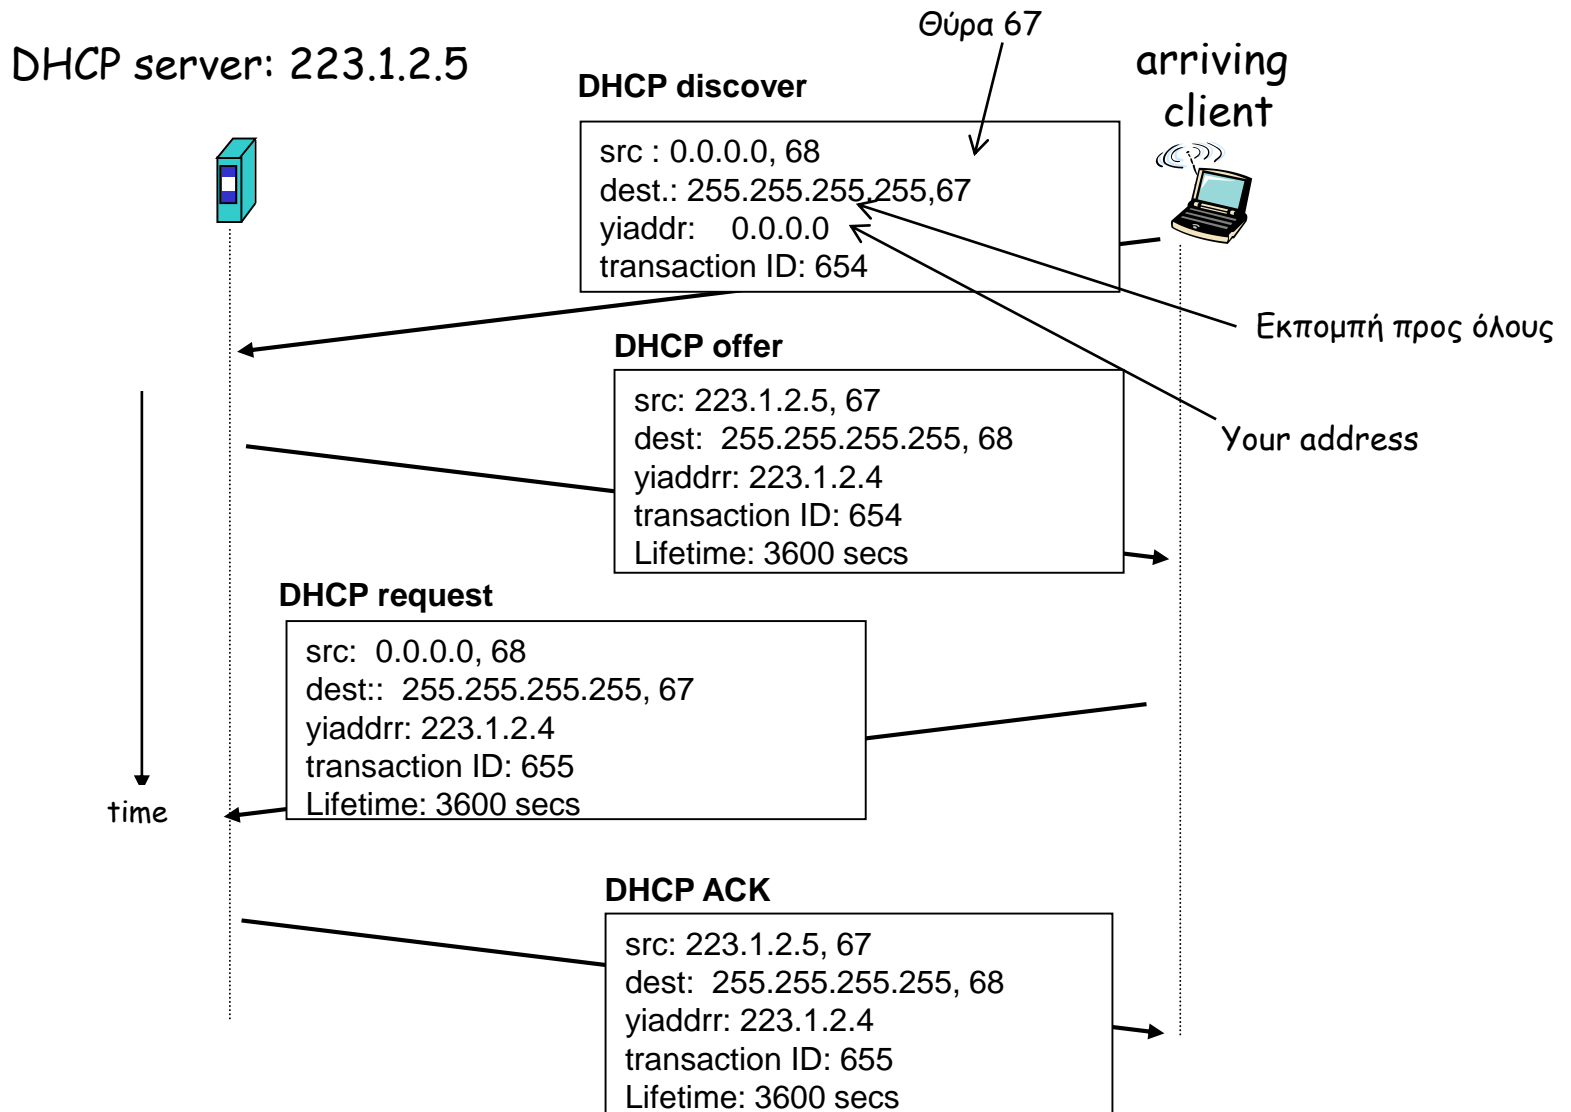 Θύρα 67
DHCP server: 223.1.2.5
arriving
client
DHCP discover
src : 0.0.0.0, 68
dest.: 255.255.255.255,67
yiaddr: 0.0.0.0
transaction ID: 654
Εκπομπή προς όλους
Your address
DHCP offer
src: 223.1.2.5, 67
dest: 255.255.255.255, 68
yiaddrr: 223.1.2.4
transaction ID: 654
Lifetime: 3600 secs
DHCP request
src: 0.0.0.0, 68
dest:: 255.255.255.255, 67
yiaddrr: 223.1.2.4
transaction ID: 655
Lifetime: 3600 secs
time
DHCP ACK
src: 223.1.2.5, 67
dest: 255.255.255.255, 68
yiaddrr: 223.1.2.4
transaction ID: 655
Lifetime: 3600 secs